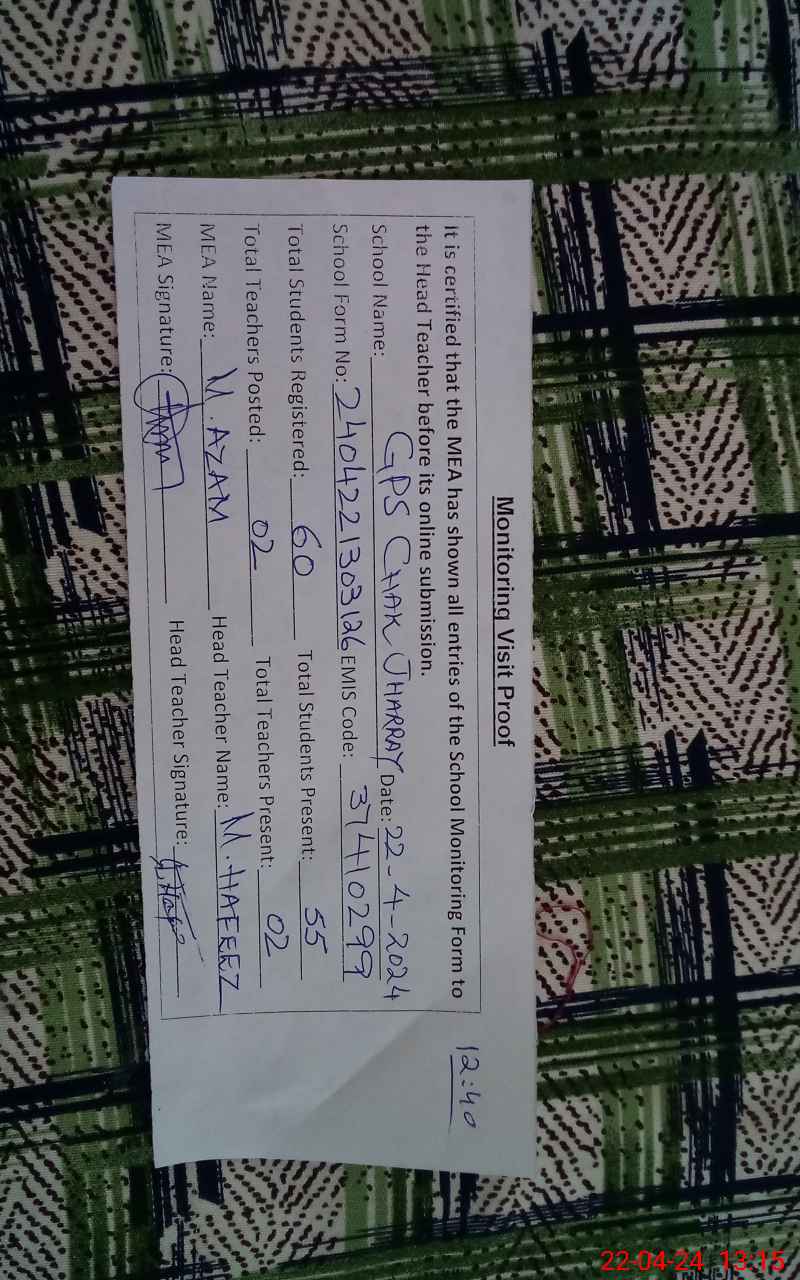 Monitoring Visit Proof
12:40
It is certified that the MEA has shown all entries of the School Monitoring Form to
the Head Teacher before its online submission.
School Name: GPS CHAK JHARRAY Date: 22-4-2024
School Form No: 2404221303126 EMIS Code: 37410299
Total Students Registered: 60 Total Students Present: 55
Total Teachers Posted: 02 Total Teachers Present: 02
MEA Name: M. AZAM Head Teacher Name: M. HAFEEZ
MEA Signature: Head Teacher Signature:
22-04-24 13:15